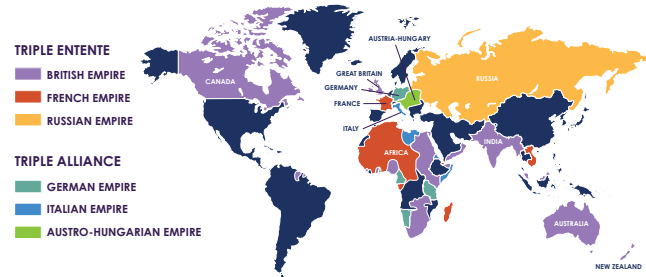 TRIPLE ENTENTE
BRITISH EMPIRE
FRENCH EMPIRE
RUSSIAN EMPIRE
TRIPLE ALLIANCE
GERMAN EMPIRE
ITALIAN EMPIRE
AUSTRO-HUNGARIAN EMPIRE
AUSTRIA-HUNGARY
GREAT BRITAIN
GERMANY
FRANCE
ITALY
CANADA
RUSSIA
AFRICA
INDIA
AUSTRALIA
NEW ZEALAND